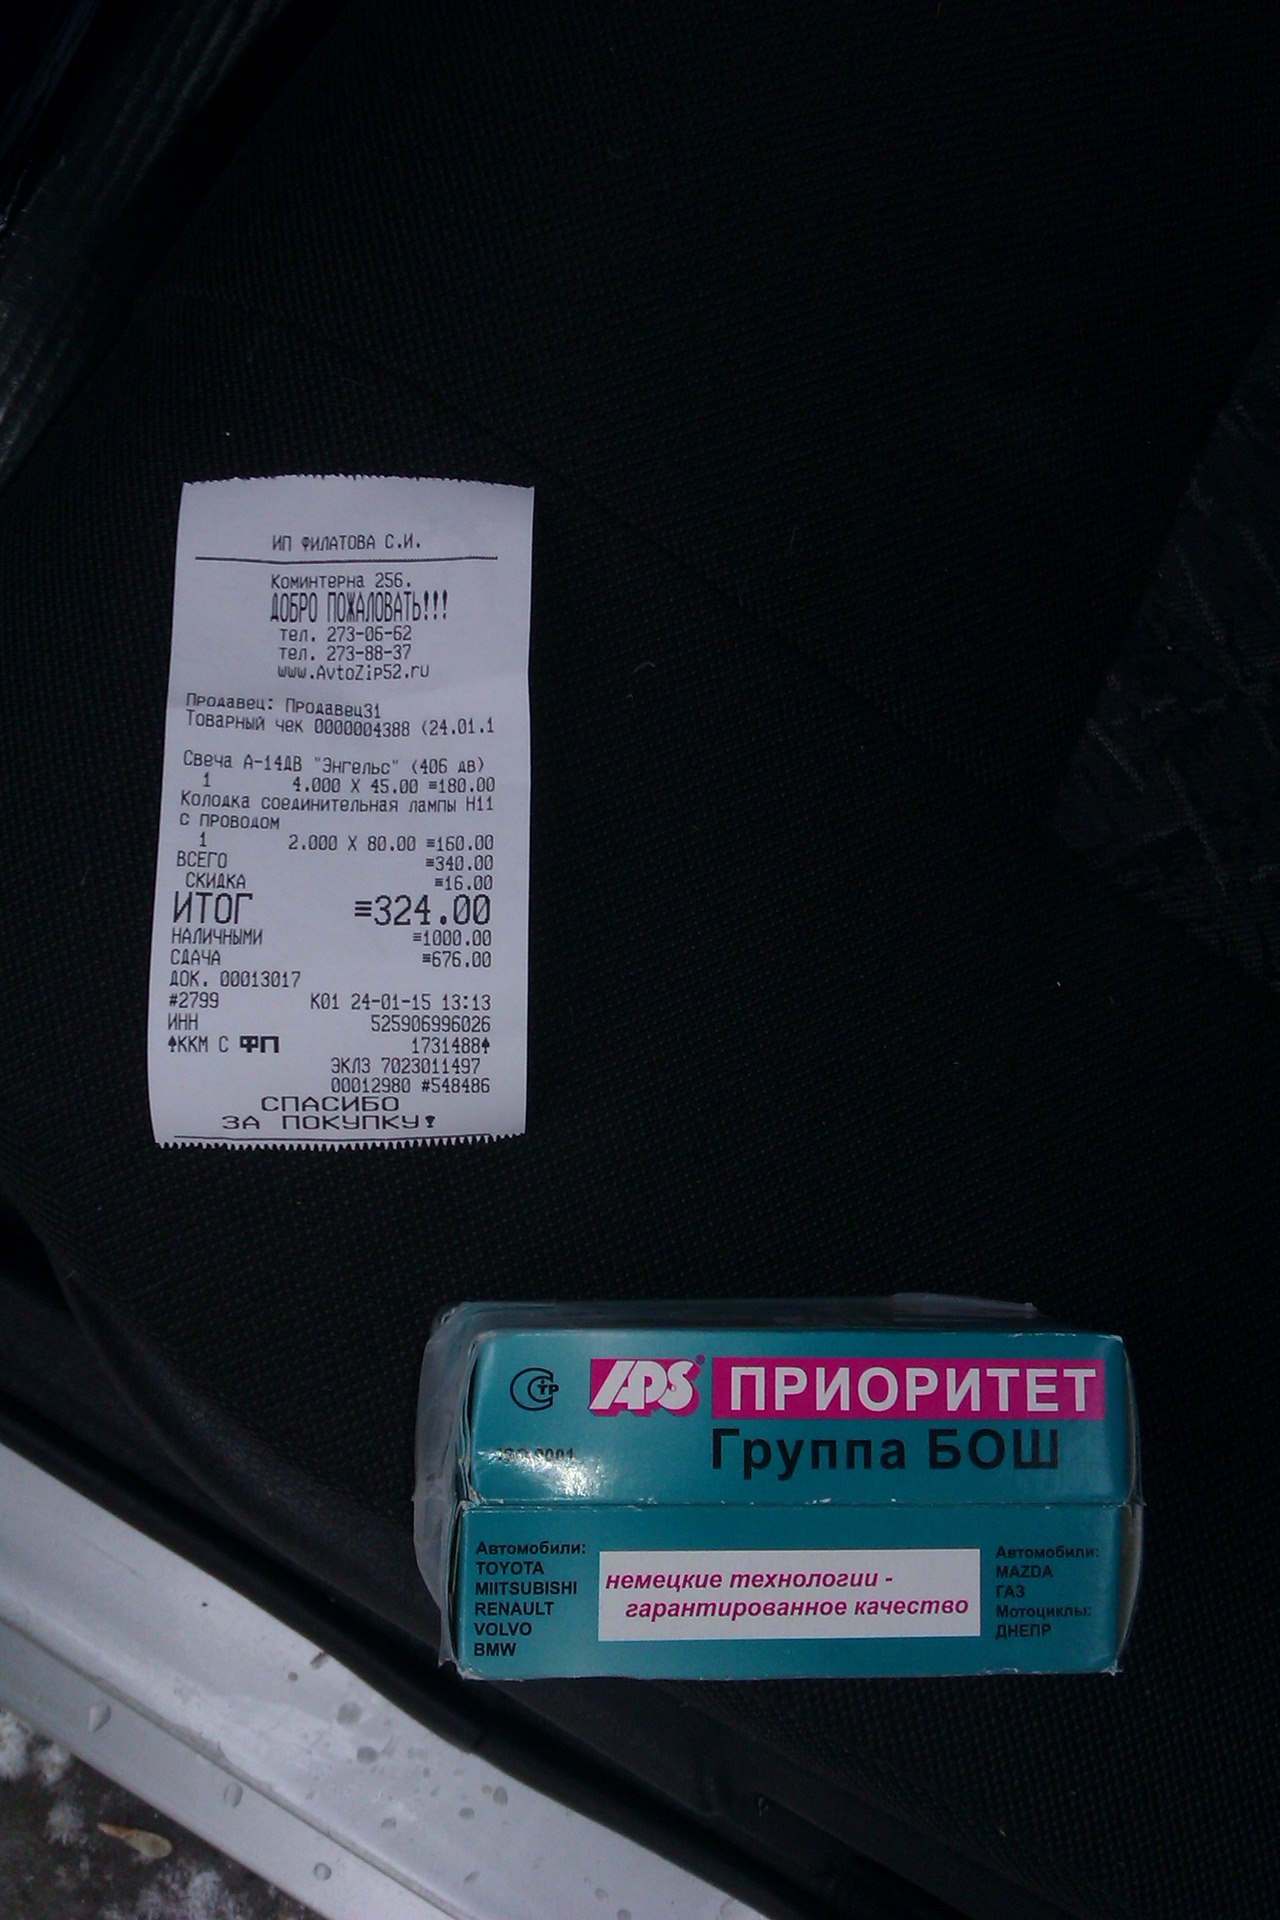 ИП ФИЛАТОВА С.И.
Коминтерна 256.
ДОБРО ПОЖАЛОВАТЬ!!!
тел. 273-06-62
тел. 273-88-37
www.AvtoZip52.ru
Продавец: Продавец31
Товарный чек 0000004388 (24.01.1
Свеча А-14ДВ "Энгельс" (406 дв)
1 4.000 X 45.00 ≡180.00
Колодка соединительная лампы Н11
с проводом
1 2.000 X 80.00 ≡160.00
ВСЕГО ≡340.00
СКИДКА ≡16.00
ИТОГ ≡324.00
НАЛИЧНЫМИ ≡1000.00
СДАЧА ≡676.00
ДОК. 00013017
#2799 К01 24-01-15 13:13
ИНН 525906996026
ККМ С ФП 1731488
ЭКЛЗ 7023011497
00012980 #548486
СПАСИБО
ЗА ПОКУПКУ!
СТР APS® ПРИОРИТЕТ
ISO 9001 Группа БОШ
Автомобили:
TOYOTA
MIITSUBISHI
RENAULT
VOLVO
BMW
немецкие технологии -
гарантированное качество
Автомобили:
MAZDA
ГАЗ
Мотоциклы:
ДНЕПР